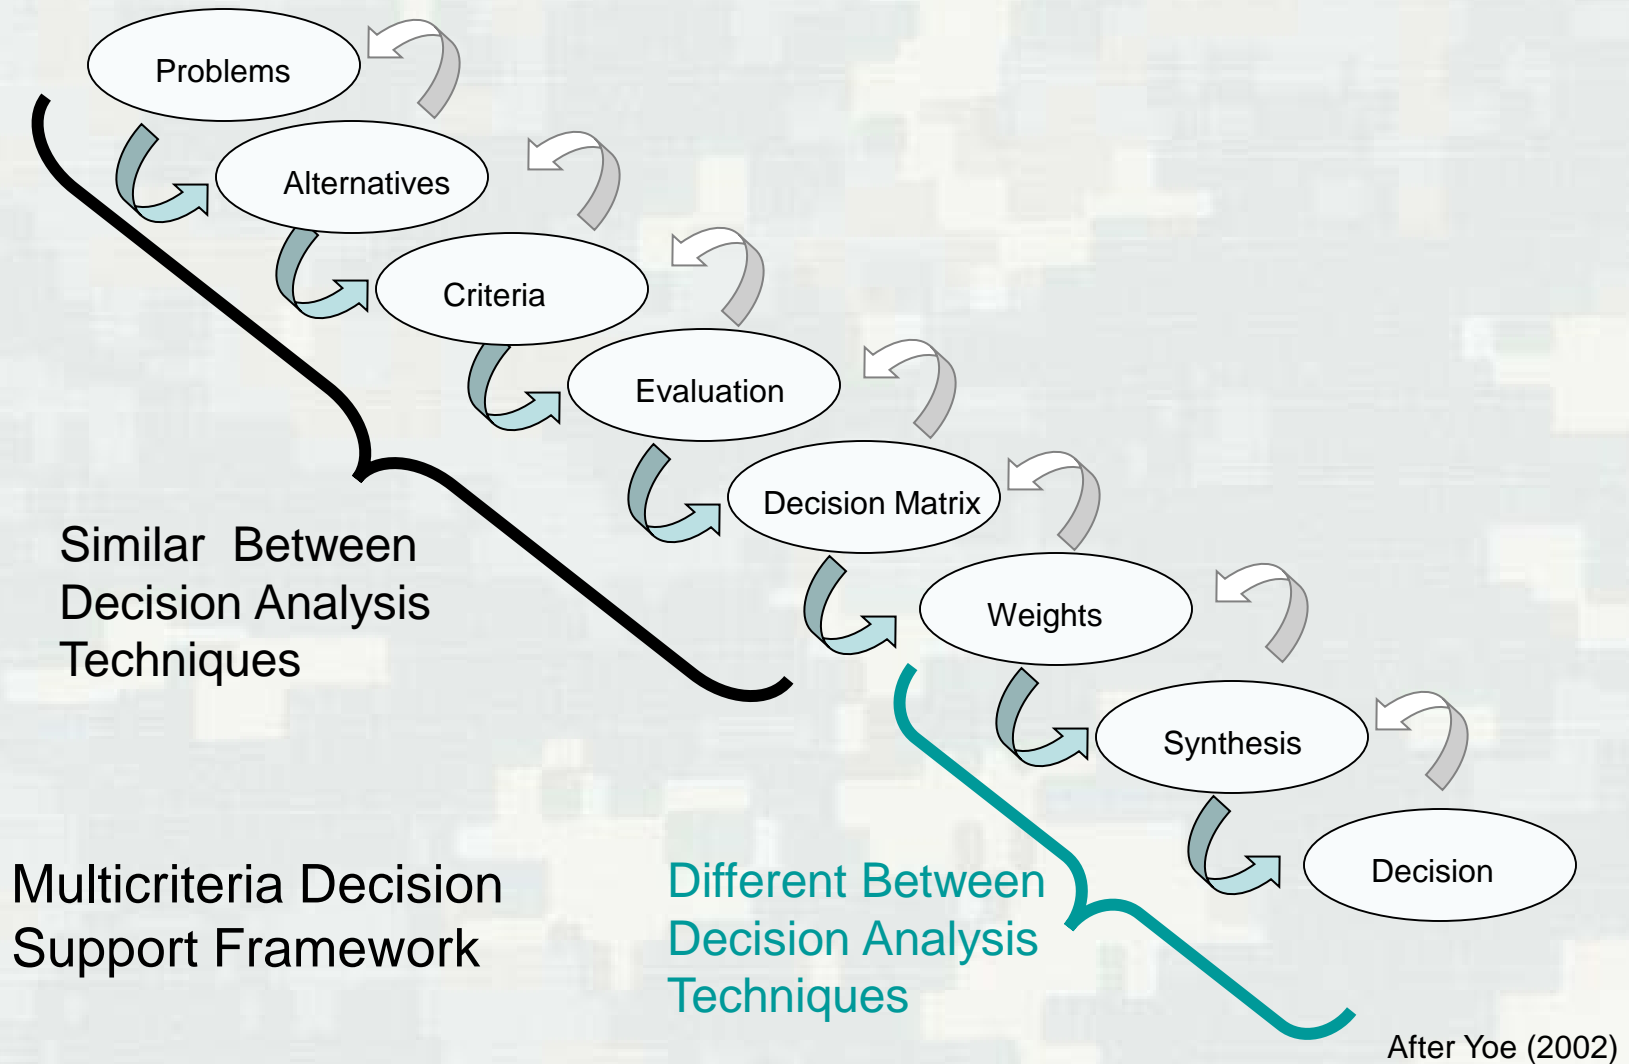 Problems
Alternatives
Criteria
Evaluation
Decision Matrix
Weights
Synthesis
Decision
Similar  Between
Decision Analysis
Techniques
Different Between
Decision Analysis
Techniques
Multicriteria Decision
Support Framework
After Yoe (2002)